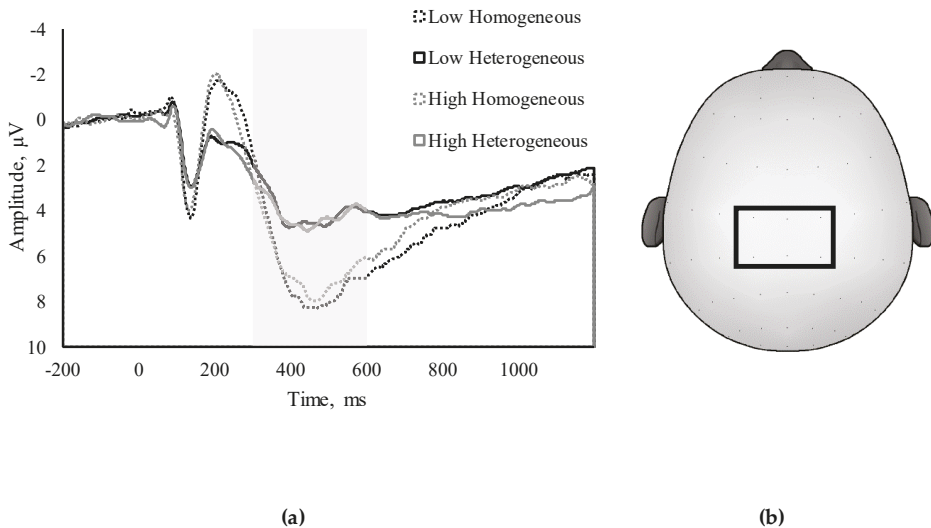 Low Homogeneous
Low Heterogeneous
High Homogeneous
High Heterogeneous
Amplitude, µV
-4
-2
0
2
4
6
8
10
-200 0 200 400 600 800 1000
Time, ms
(a) (b)